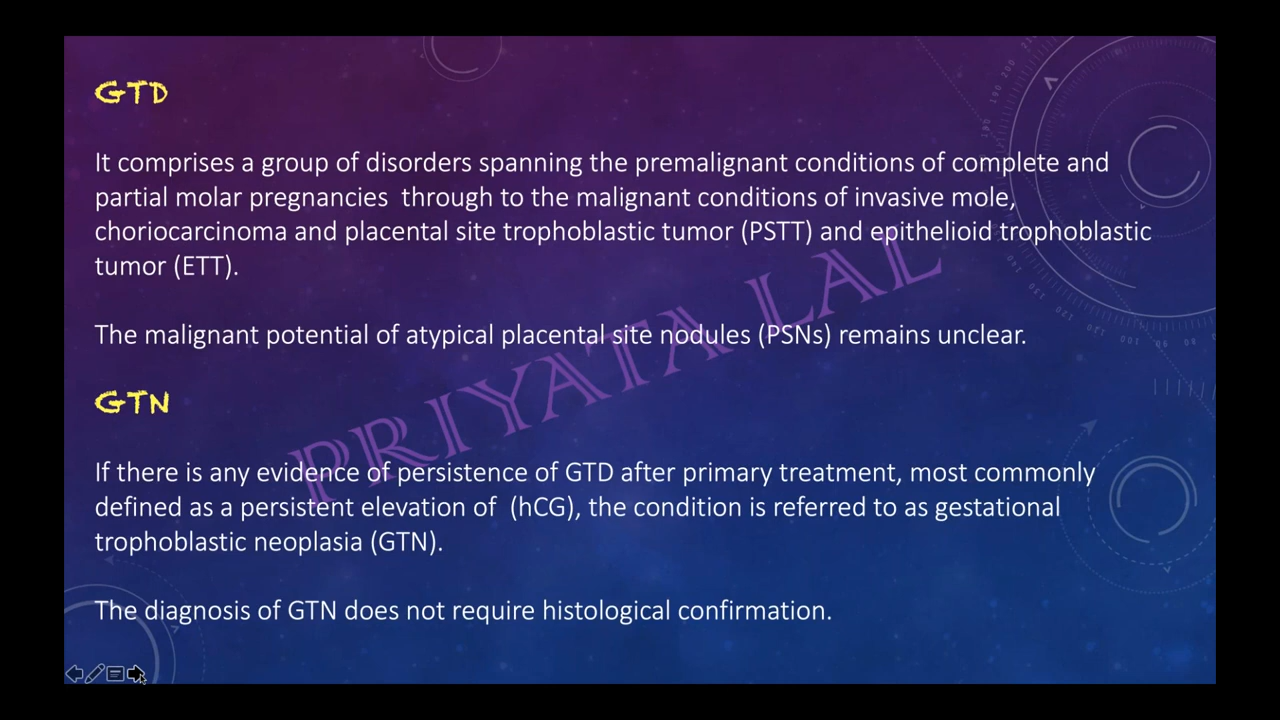 GTD
It comprises a group of disorders spanning the premalignant conditions of complete and
partial molar pregnancies through to the malignant conditions of invasive mole,
choriocarcinoma and placental site trophoblastic tumor (PSTT) and epithelioid trophoblastic
tumor (ETT).
The malignant potential of atypical placental site nodules (PSNs) remains unclear.
PRIYATA LAL
GTN
If there is any evidence of persistence of GTD after primary treatment, most commonly
defined as a persistent elevation of (hCG), the condition is referred to as gestational
trophoblastic neoplasia (GTN).
The diagnosis of GTN does not require histological confirmation.